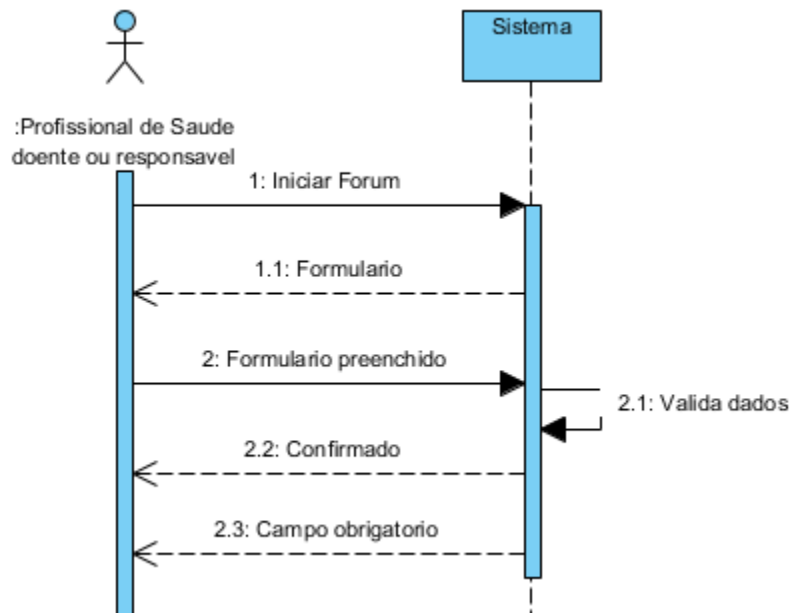 Sistema
:Profissional de Saude
doente ou responsavel
1: Iniciar Forum
1.1: Formulario
2: Formulario preenchido
2.1: Valida dados
2.2: Confirmado
2.3: Campo obrigatorio